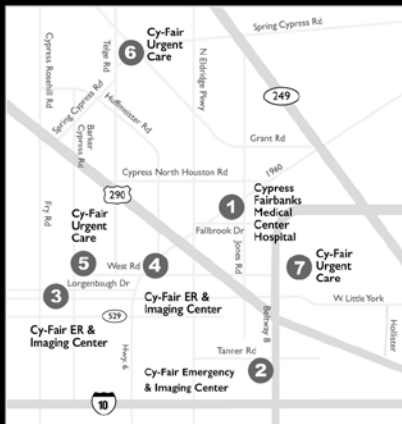 Cy-Fair
Urgent
Care
6
Telge Rd
N Eldridge Pkwy
Spring Cypress Rd
Cypress Rosehill Rd
Spring Cypress Rd
Huffmeister Rd
Barker
Cypress Rd
249
Grant Rd
1960
Cypress North Houston Rd
290
1
Cypress
Fairbanks
Medical
Center
Hospital
Fry Rd
Cy-Fair
Urgent
Care
Fallbrook Dr
Jones Rd
5
West Rd
4
7
Cy-Fair
Urgent
Care
Longenbaugh Dr
3
Cy-Fair ER &
Imaging Center
W. Little York
529
Cy-Fair ER &
Imaging Center
Beltway 8
Hollister
Hwy. 6
Tanner Rd
Cy-Fair Emergency
& Imaging Center
2
10